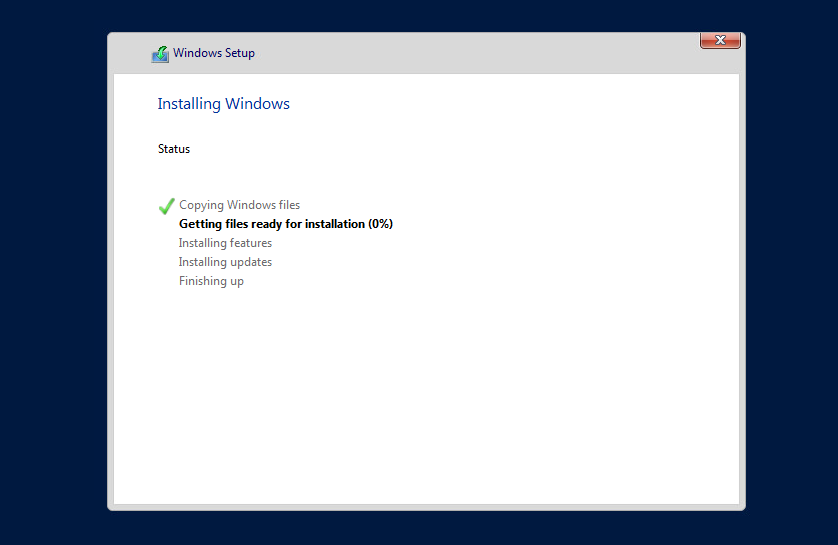 Windows Setup
Installing Windows
Status
Copying Windows files
Getting files ready for installation (0%)
Installing features
Installing updates
Finishing up